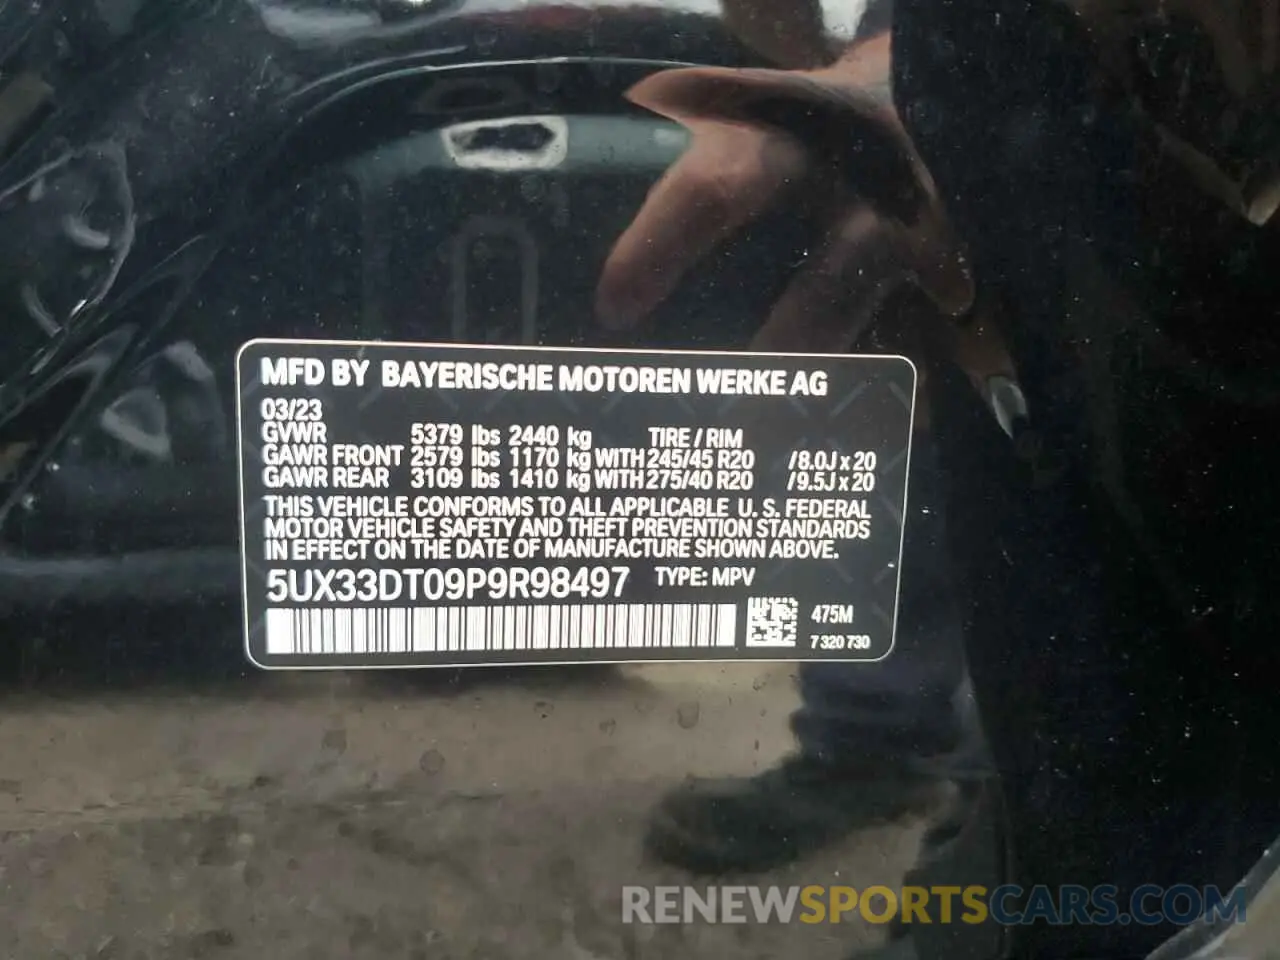 MFD BY BAYERISCHE MOTOREN WERKE AG
03/23
GVWR 5379 lbs 2440 kg TIRE / RIM
GAWR FRONT 2579 lbs 1170 kg WITH 245/45 R20 /8.0J x 20
GAWR REAR 3109 lbs 1410 kg WITH 275/40 R20 /9.5J x 20
THIS VEHICLE CONFORMS TO ALL APPLICABLE U. S. FEDERAL
MOTOR VEHICLE SAFETY AND THEFT PREVENTION STANDARDS
IN EFFECT ON THE DATE OF MANUFACTURE SHOWN ABOVE.
5UX33DT09P9R98497 TYPE: MPV
475M
7 320 730
RENEWSPORTSCARS.COM